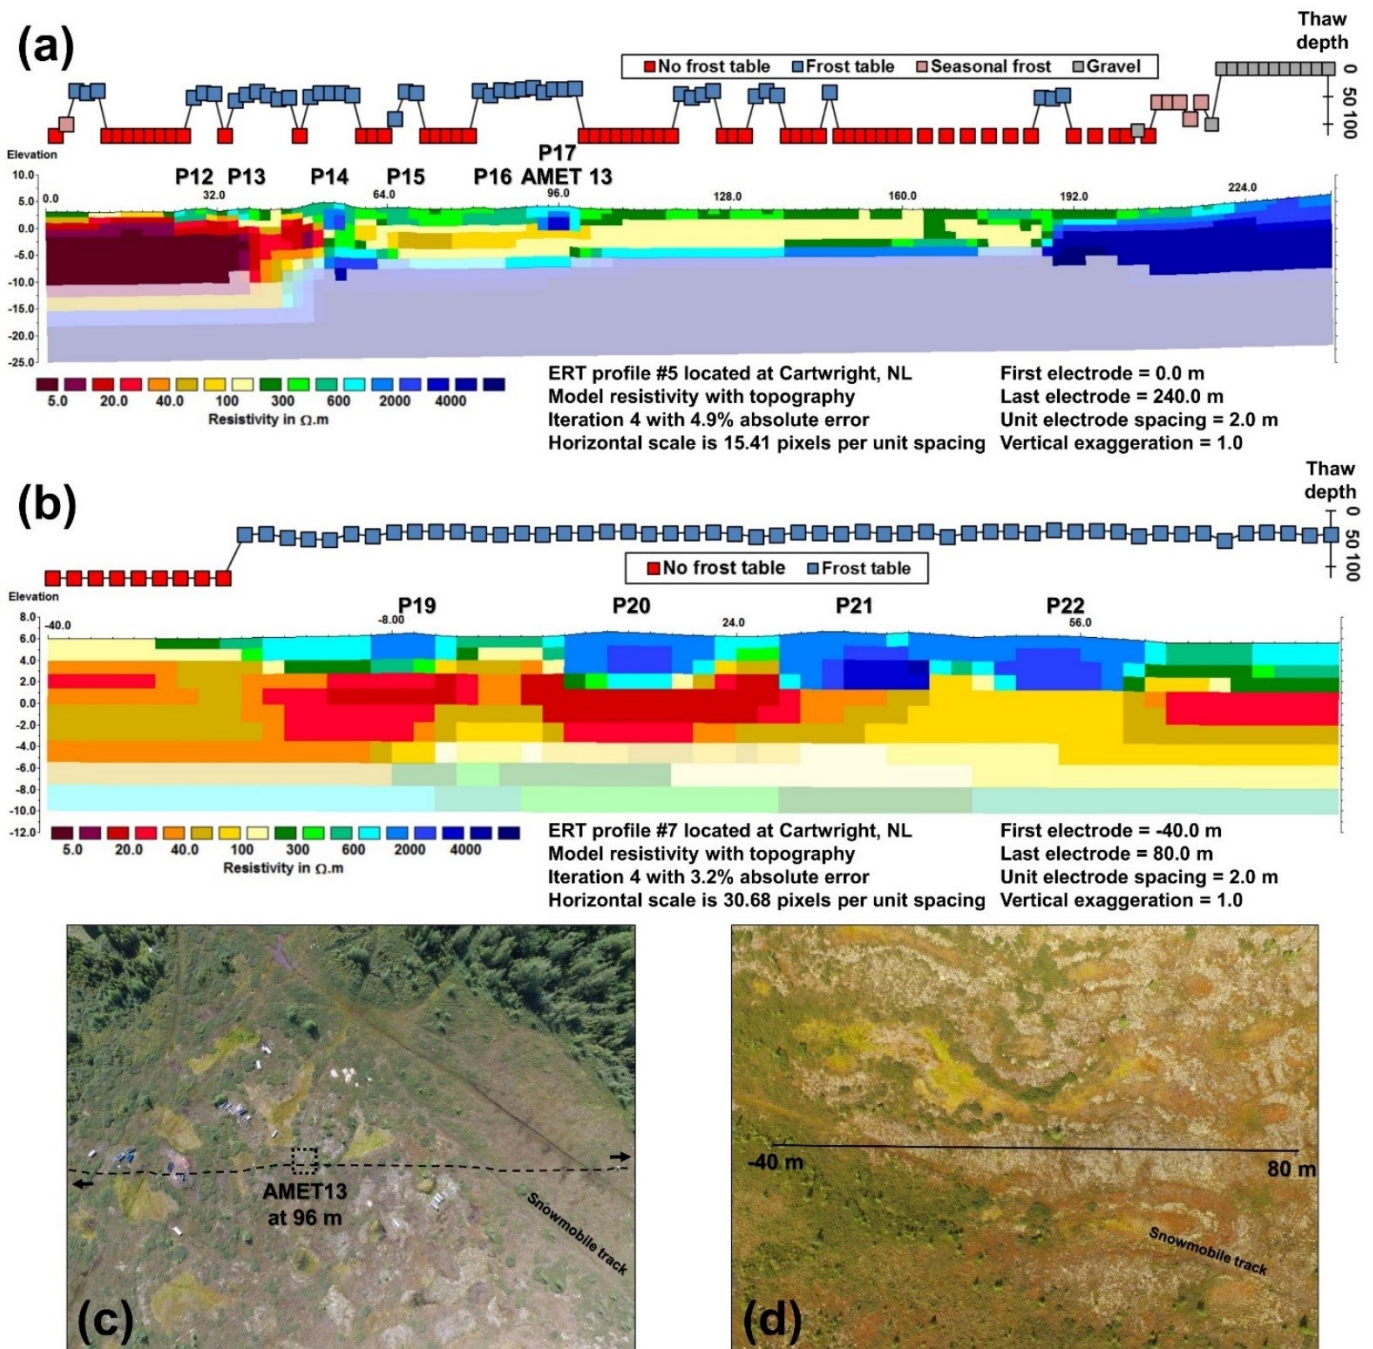 (a)
Thaw
depth
No frost table Frost table Seasonal frost Gravel
0
50
100
Elevation
P17
P12 P13 P14 P15 P16 AMET 13
10.0
5.0
0.0
-5.0
-10.0
-15.0
-20.0
-25.0
0.0 32.0 64.0 96.0 128.0 160.0 192.0 224.0
5.0 20.0 40.0 100 300 600 2000 4000
Resistivity in Ω.m
ERT profile #5 located at Cartwright, NL
Model resistivity with topography
Iteration 4 with 4.9% absolute error
Horizontal scale is 15.41 pixels per unit spacing
First electrode = 0.0 m
Last electrode = 240.0 m
Unit electrode spacing = 2.0 m
Vertical exaggeration = 1.0
(b)
Thaw
depth
0
50
100
No frost table Frost table
Elevation
P19 P20 P21 P22
8.0
6.0
4.0
2.0
0.0
-2.0
-4.0
-6.0
-8.0
-10.0
-12.0
-40.0 -8.00 24.0 56.0
5.0 20.0 40.0 100 300 600 2000 4000
Resistivity in Ω.m
ERT profile #7 located at Cartwright, NL
Model resistivity with topography
Iteration 4 with 3.2% absolute error
Horizontal scale is 30.68 pixels per unit spacing
First electrode = -40.0 m
Last electrode = 80.0 m
Unit electrode spacing = 2.0 m
Vertical exaggeration = 1.0
AMET13
at 96 m
Snowmobile track
(c)
-40 m
80 m
Snowmobile track
(d)